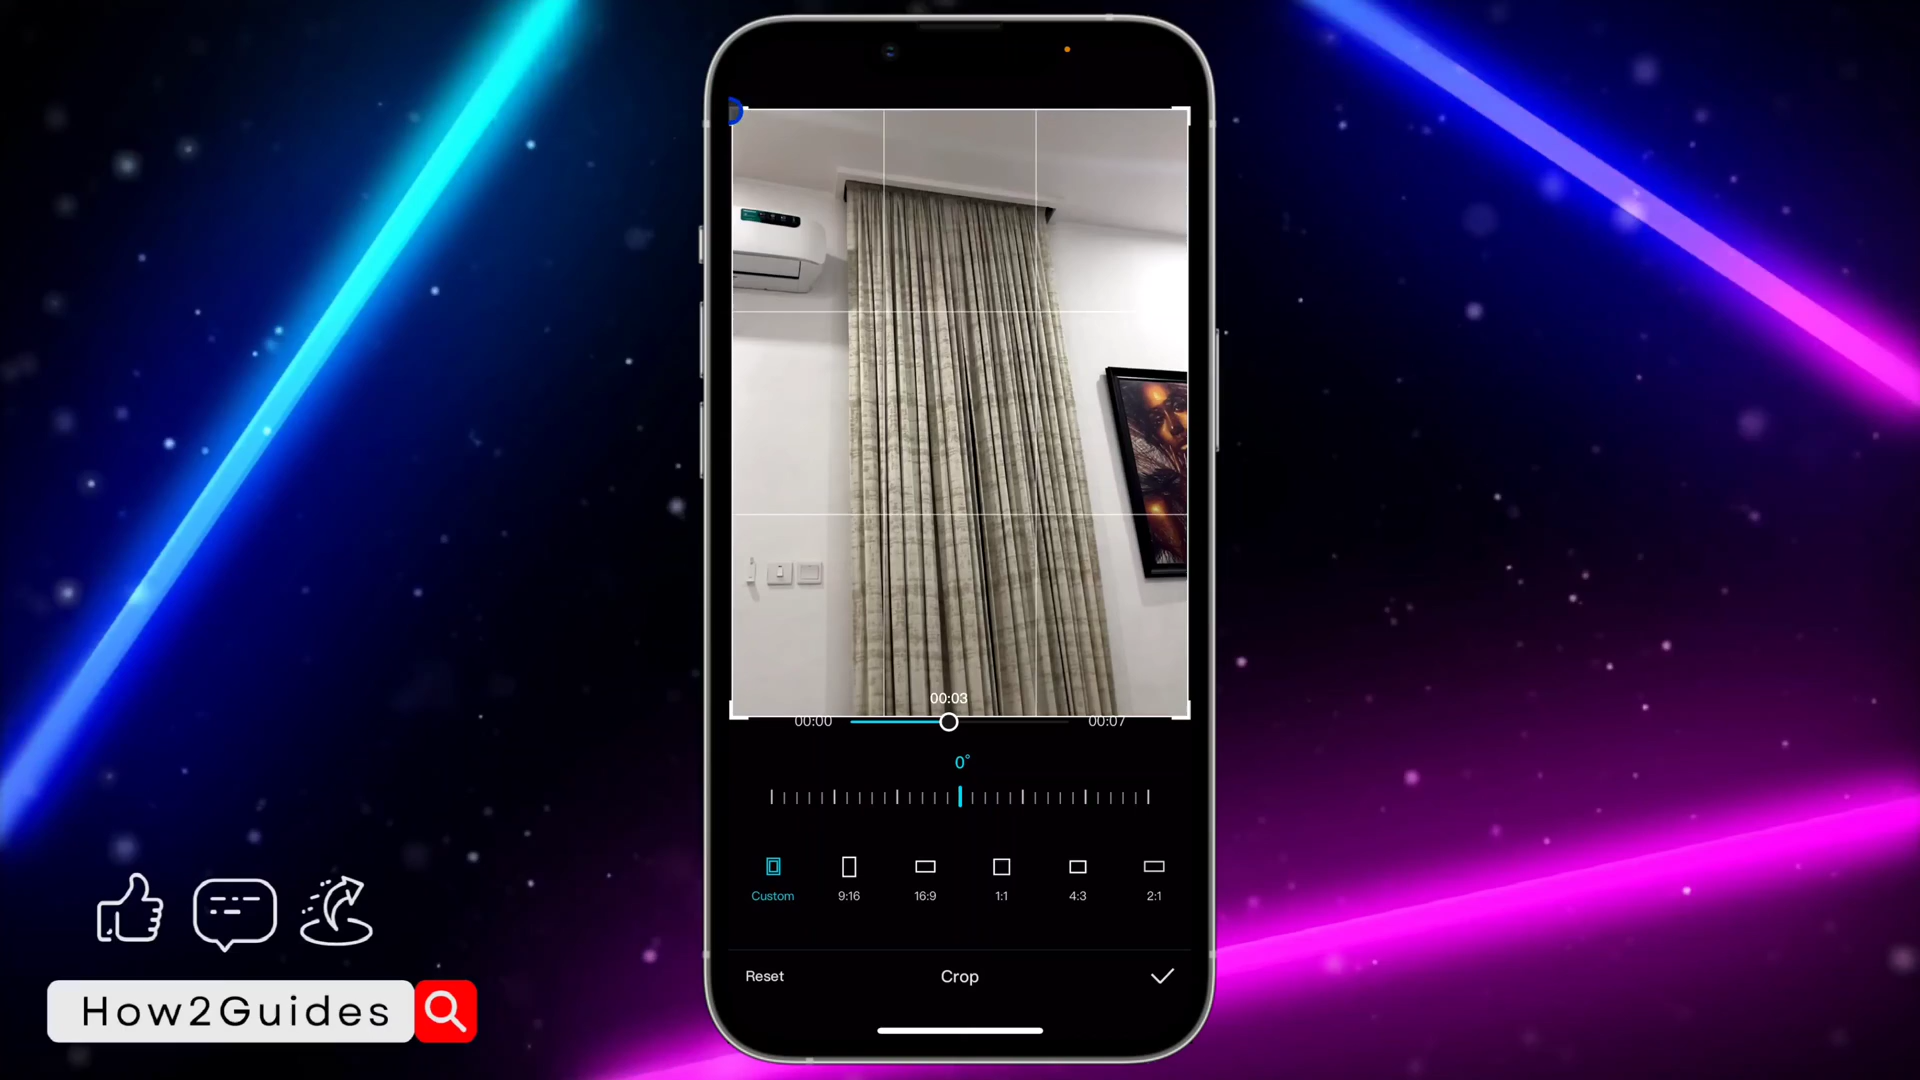 00:03
00:00 00:07
0°
Custom 9:16 16:9 1:1 4:3 2:1
Reset Crop
How2Guides